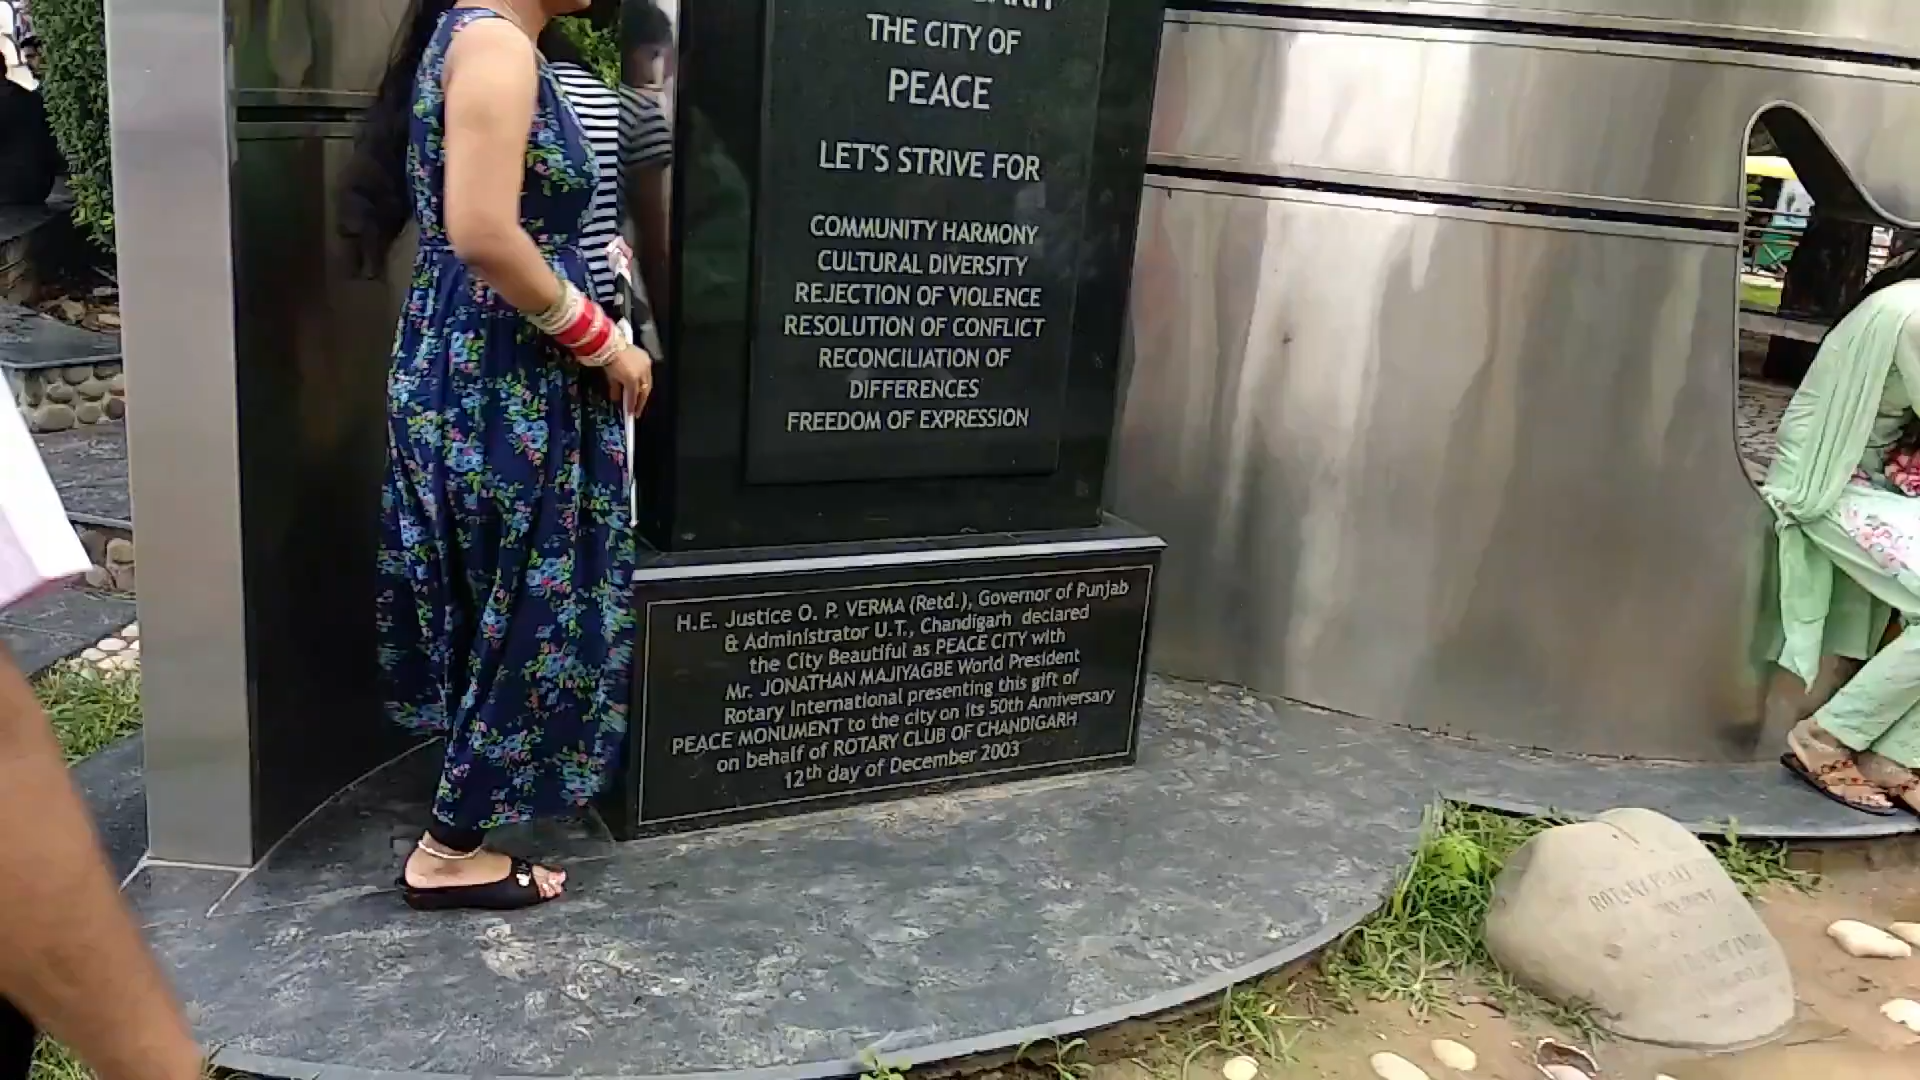 THE CITY OF
PEACE
LET'S STRIVE FOR
COMMUNITY HARMONY
CULTURAL DIVERSITY
REJECTION OF VIOLENCE
RESOLUTION OF CONFLICT
RECONCILIATION OF
DIFFERENCES
FREEDOM OF EXPRESSION
H.E. Justice O. P. VERMA (Retd.), Governor of Punjab
& Administrator U.T., Chandigarh declared
the City Beautiful as PEACE CITY with
Mr. JONATHAN MAJIYAGBE World President
Rotary International presenting this gift of
PEACE MONUMENT to the city on its 50th Anniversary
on behalf of ROTARY CLUB OF CHANDIGARH
12th day of December 2003
ROTARY PEACE